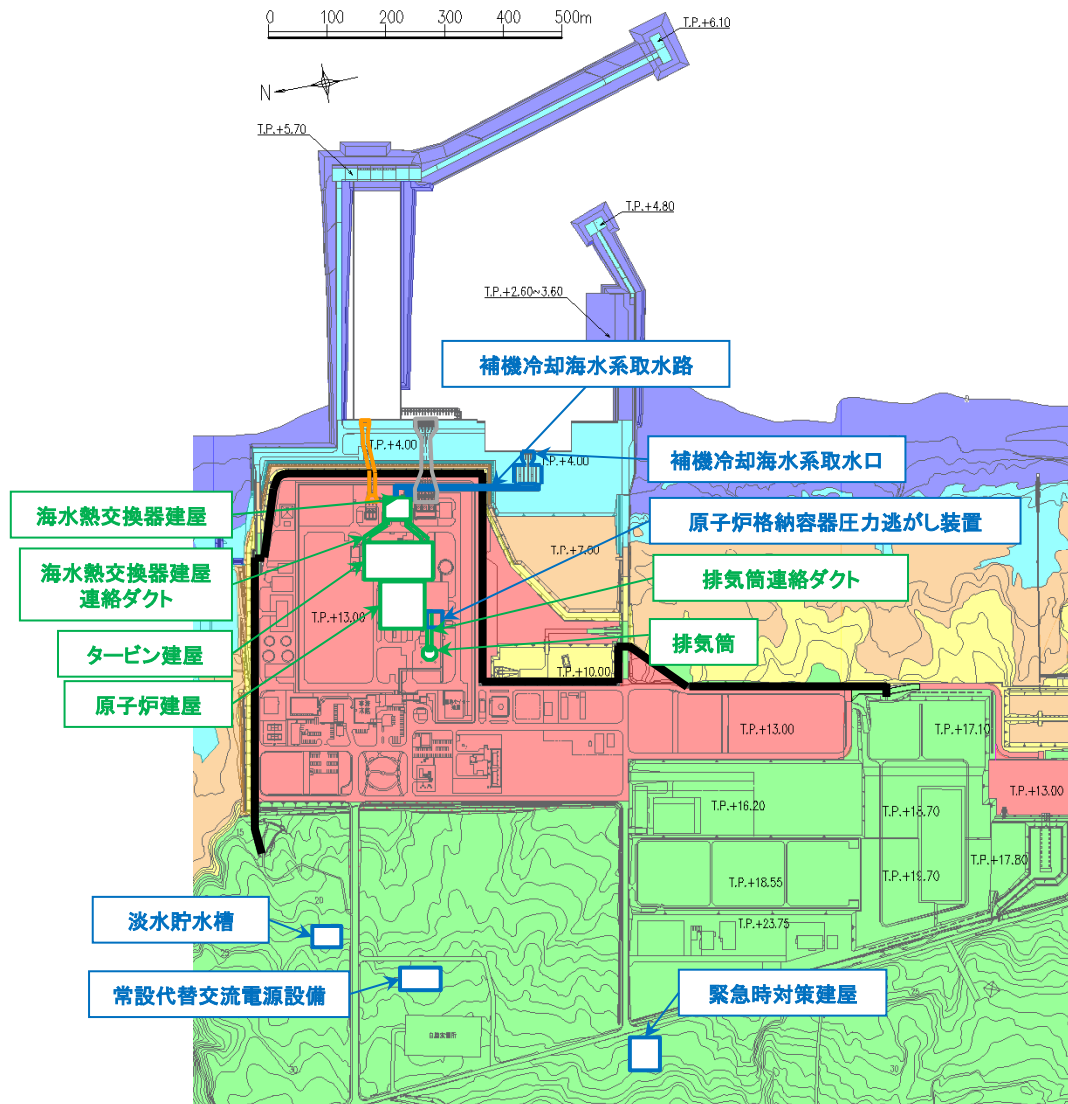 0 100 200 300 500m
T.P.+6.10
N
T.P.+5.70
T.P.+4.80
T.P.+2.60~3.60
補機冷却海水系取水路
T.P.+4.00
T.P.+4.00
補機冷却海水系取水口
海水熱交換器建屋
原子炉格納容器圧力逃がし装置
T.P.+7.00
海水熱交換器建屋
連絡ダクト
排気筒連絡ダクト
T.P.+13.00
タービン建屋
排気筒
T.P.+10.00
原子炉建屋
T.P.+13.00
T.P.+17.10
T.P.+13.00
T.P.+16.20
T.P.+18.70
15
T.P.+17.80
T.P.+18.55
T.P.+19.70
20
淡水貯水槽
T.P.+23.75
常設代替交流電源設備
緊急時対策建屋
25
30
30